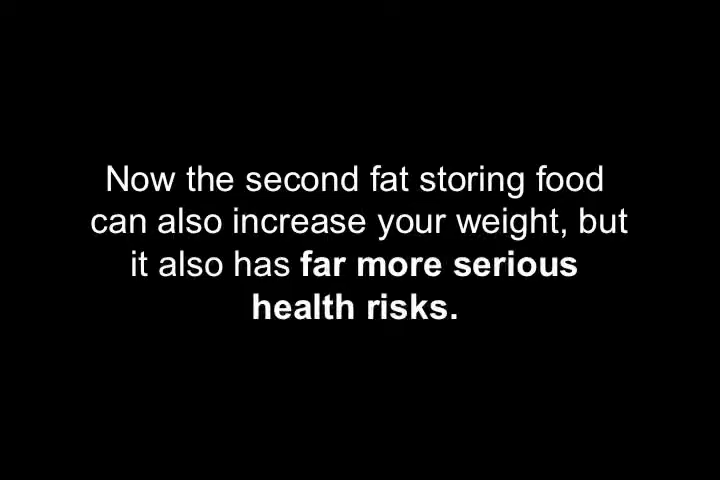 Now the second fat storing food
can also increase your weight, but
it also has far more serious
health risks.